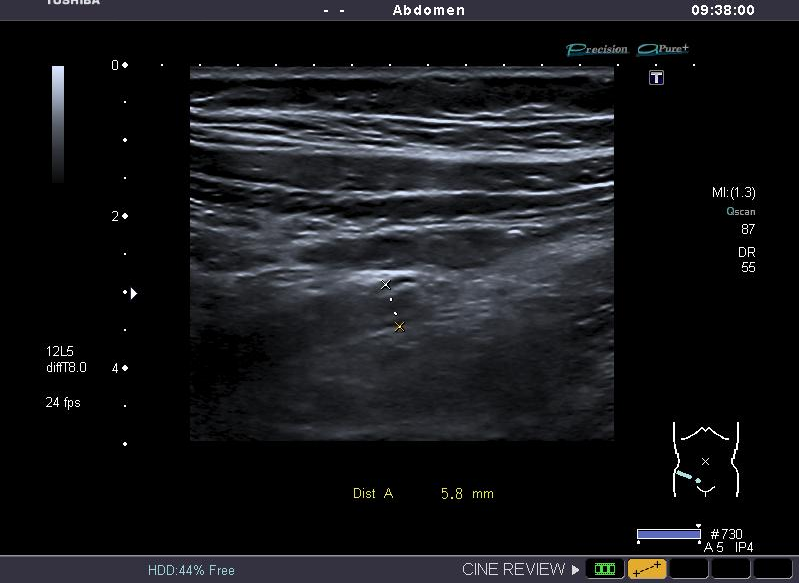 TOSHIBA
- - Abdomen 09:38:00
Precision APure+
0
T
MI:(1.3)
Qscan
87
DR
55
2
12L5
diffT8.0
24 fps
4
Dist A 5.8 mm
#730
A 5 IP4
HDD:44% Free
CINE REVIEW